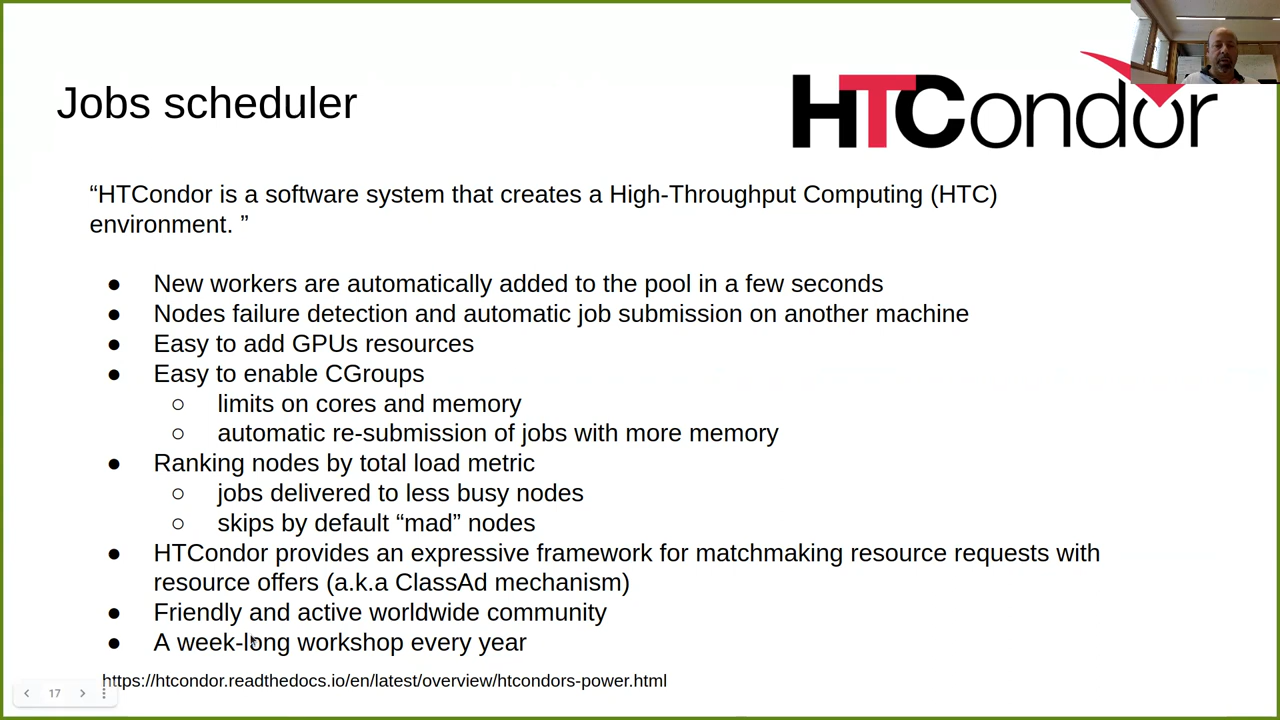 HTCondor
Jobs scheduler
“HTCondor is a software system that creates a High-Throughput Computing (HTC)
environment. ”
● New workers are automatically added to the pool in a few seconds
● Nodes failure detection and automatic job submission on another machine
● Easy to add GPUs resources
● Easy to enable CGroups
○ limits on cores and memory
○ automatic re-submission of jobs with more memory
● Ranking nodes by total load metric
○ jobs delivered to less busy nodes
○ skips by default “mad” nodes
● HTCondor provides an expressive framework for matchmaking resource requests with
resource offers (a.k.a ClassAd mechanism)
● Friendly and active worldwide community
● A week-long workshop every year
https://htcondor.readthedocs.io/en/latest/overview/htcondors-power.html
17